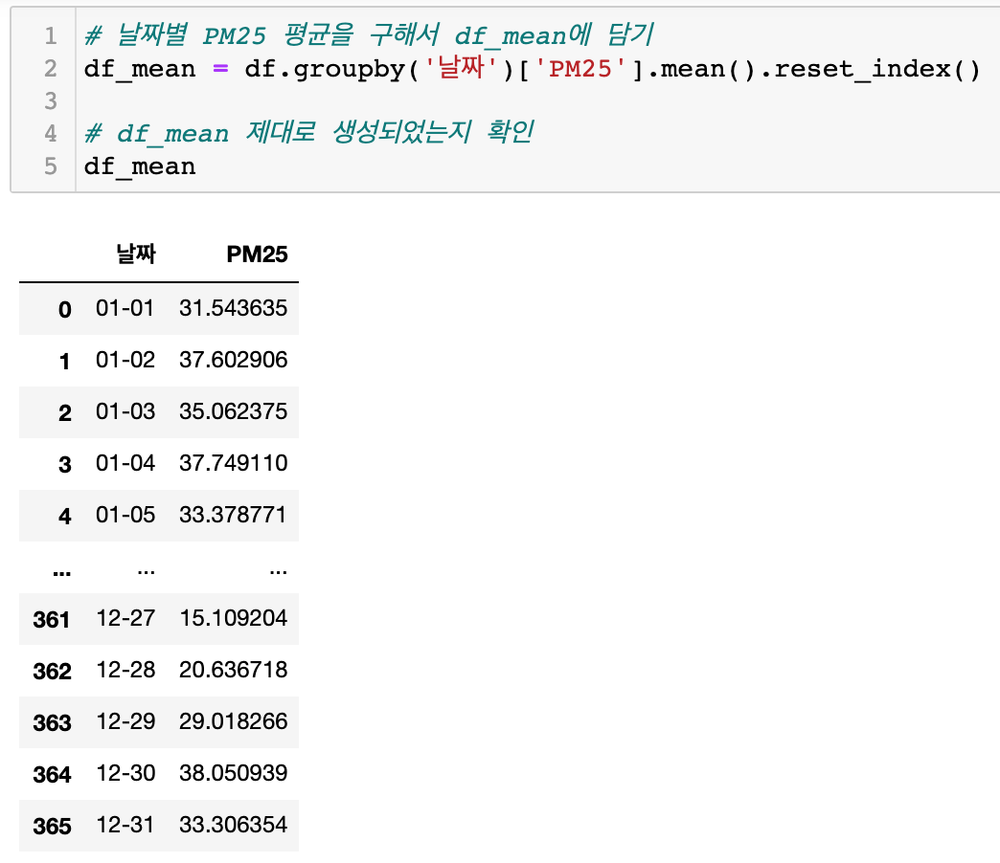 1 # 날짜별 PM25 평균을 구해서 df_mean에 담기
2 df_mean = df.groupby('날짜')['PM25'].mean().reset_index()
3
4 # df_mean 제대로 생성되었는지 확인
5 df_mean
날짜 PM25
0 01-01 31.543635
1 01-02 37.602906
2 01-03 35.062375
3 01-04 37.749110
4 01-05 33.378771
... ... ...
361 12-27 15.109204
362 12-28 20.636718
363 12-29 29.018266
364 12-30 38.050939
365 12-31 33.306354